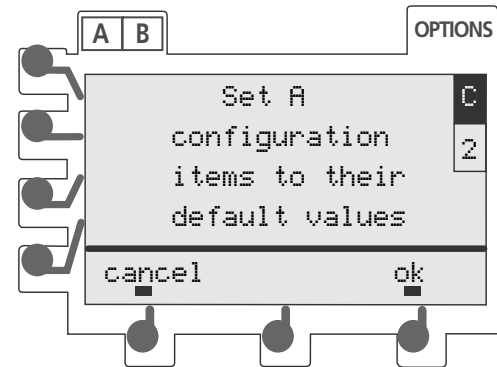 A B
OPTIONS
Set A
C
configuration
2
items to their
default values
cancel
ok